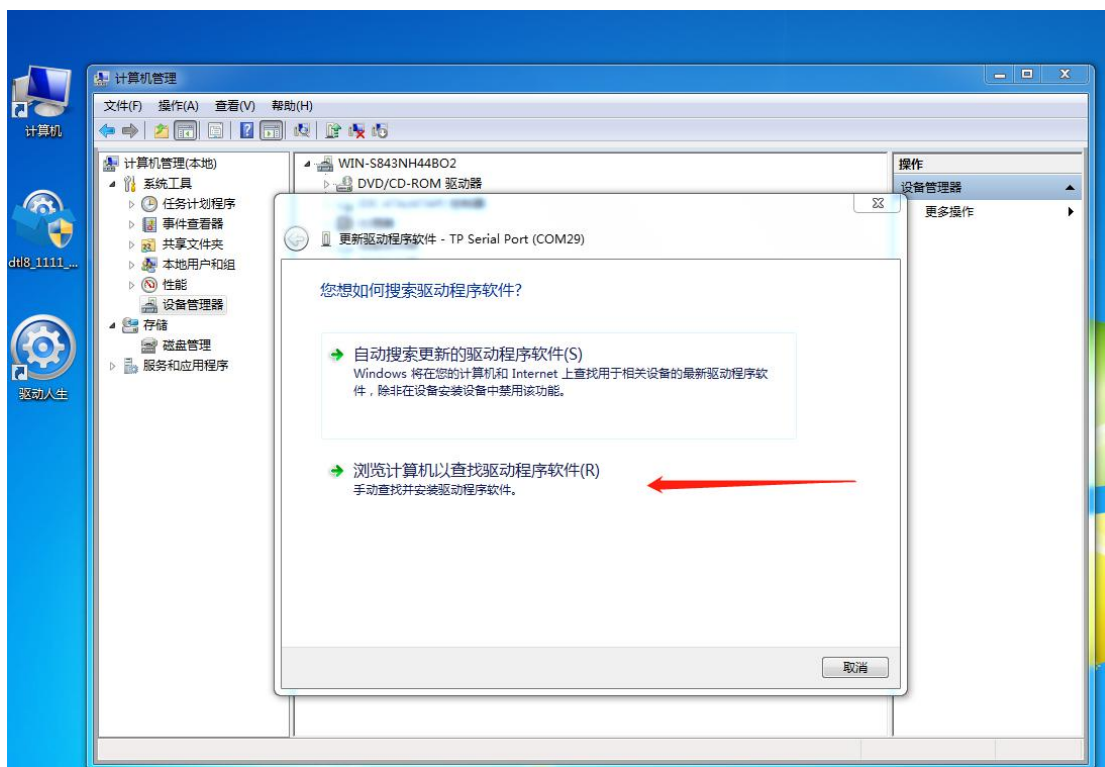 计算机
dtl8_1111_...
驱动人生
计算机管理
文件(F) 操作(A) 查看(V) 帮助(H)
计算机管理(本地)
系统工具
任务计划程序
事件查看器
共享文件夹
本地用户和组
性能
设备管理器
存储
磁盘管理
服务和应用程序
WIN-S843NH44BO2
DVD/CD-ROM 驱动器
操作
设备管理器
更多操作
更新驱动程序软件 - TP Serial Port (COM29)
您想如何搜索驱动程序软件?
自动搜索更新的驱动程序软件(S)
Windows 将在您的计算机和 Internet 上查找用于相关设备的最新驱动程序软
件，除非在设备安装设备中禁用该功能。
浏览计算机以查找驱动程序软件(R)
手动查找并安装驱动程序软件。
取消